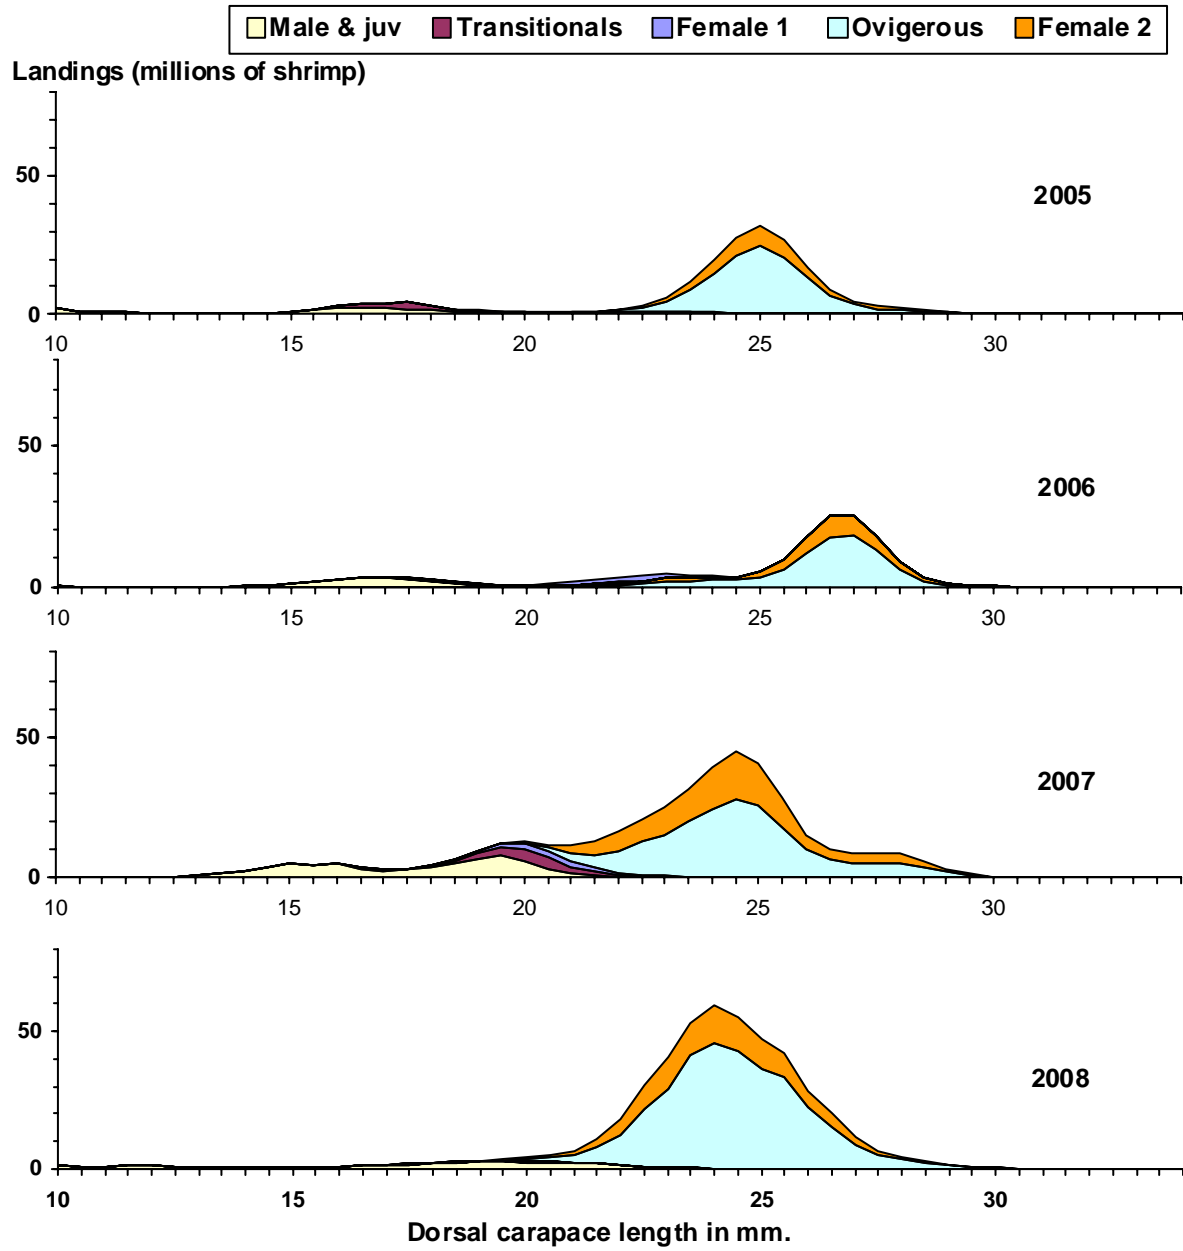 Male & juv Transitionals Female 1 Ovigerous Female 2
Landings (millions of shrimp)
50
2005
0
10 15 20 25 30
50
2006
0
10 15 20 25 30
50
2007
0
10 15 20 25 30
50
2008
0
10 15 20 25 30
Dorsal carapace length in mm.